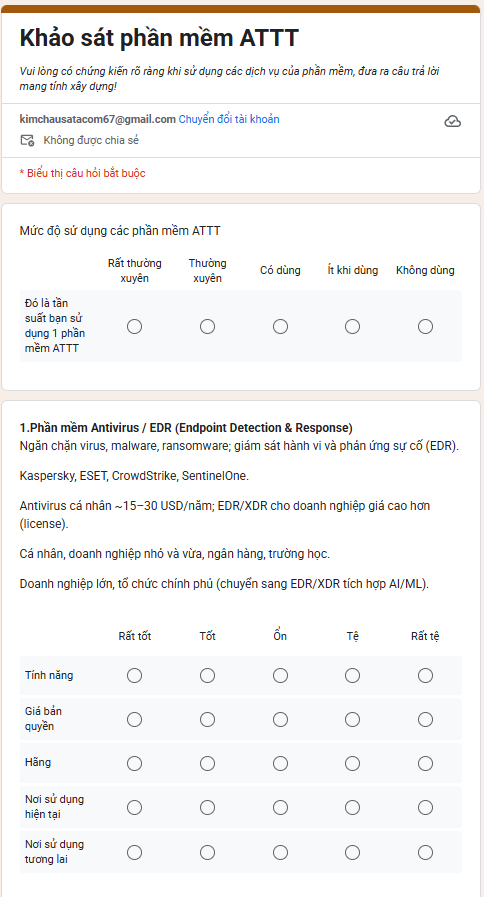 Khảo sát phần mềm ATTT
Vui lòng có chứng kiến rõ ràng khi sử dụng các dịch vụ của phần mềm, đưa ra câu trả lời
mang tính xây dựng!
kimchausatacom67@gmail.com Chuyển đổi tài khoản
Không được chia sẻ
* Biểu thị câu hỏi bắt buộc
Mức độ sử dụng các phần mềm ATTT
Rất thường xuyên
Thường xuyên
Có dùng
Ít khi dùng
Không dùng
Đó là tần
suất bạn sử
dụng 1 phần
mềm ATTT
1.Phần mềm Antivirus / EDR (Endpoint Detection & Response)
Ngăn chặn virus, malware, ransomware; giám sát hành vi và phản ứng sự cố (EDR).
Kaspersky, ESET, CrowdStrike, SentinelOne.
Antivirus cá nhân ~15–30 USD/năm; EDR/XDR cho doanh nghiệp giá cao hơn
(license).
Cá nhân, doanh nghiệp nhỏ và vừa, ngân hàng, trường học.
Doanh nghiệp lớn, tổ chức chính phủ (chuyển sang EDR/XDR tích hợp AI/ML).
Rất tốt Tốt Ổn Tệ Rất tệ
Tính năng
Giá bản
quyền
Hãng
Nơi sử dụng
hiện tại
Nơi sử dụng
tương lai